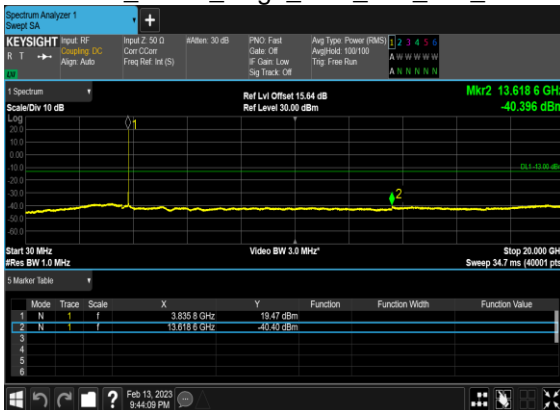 Spectrum Analyzer 1
Swept SA
KEYSIGHT Input: RF Input Z: 50 Ω #Atten: 30 dB PNO: Fast Avg Type: Power (RMS) 1 2 3 4 5 6
R T Coupling: DC Corr CCorr Gate: Off Avg|Hold: 100/100 A W W W W W
Align: Auto Freq Ref: Int (S) IF Gain: Low Trig: Free Run
Sig Track: Off A N N N N N
1 Spectrum Ref Lvl Offset 15.64 dB Mkr2 13.618 6 GHz
Scale/Div 10 dB Ref Level 30.00 dBm -40.396 dBm
Log
20.0
10.0
0.00
-10.0
DL1 -13.00 dBm
-20.0
-30.0
-40.0
-50.0
-60.0
1
2
Start 30 MHz Video BW 3.0 MHz* Stop 20.000 GHz
#Res BW 1.0 MHz Sweep 34.7 ms (40001 pts)
5 Marker Table
Mode Trace Scale X Y Function Function Width Function Value
1 N 1 f 3.835 8 GHz 19.47 dBm
2 N 1 f 13.618 6 GHz -40.40 dBm
3
4
5
6
? Feb 13, 2023
9:44:09 PM